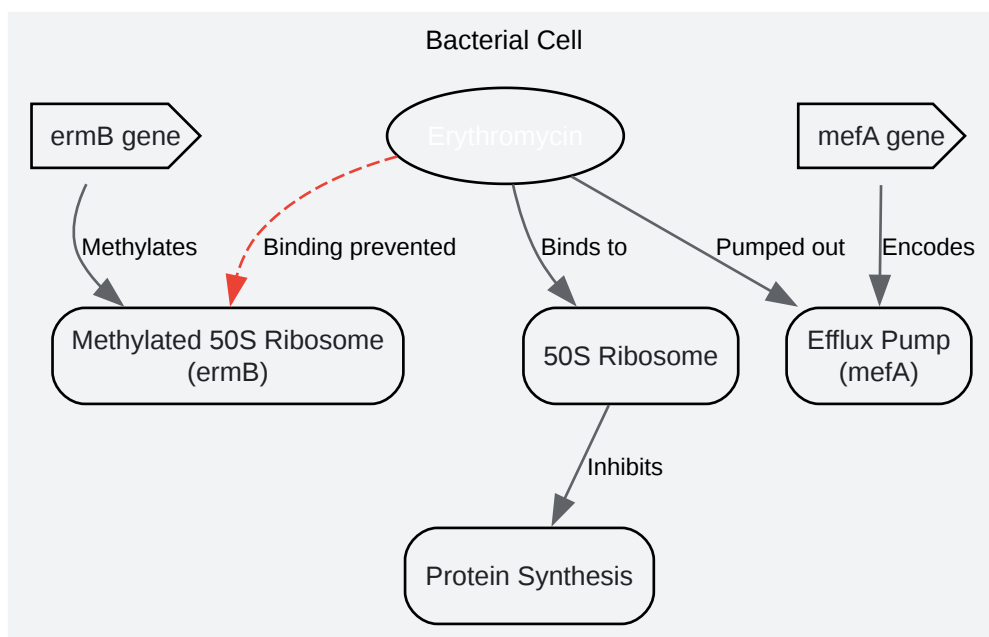 Bacterial Cell
ermB gene
Erythromycin
mefA gene
Methylates
Binding prevented
Binds to
Pumped out
Encodes
Methylated 50S Ribosome
(ermB)
50S Ribosome
Efflux Pump
(mefA)
Inhibits
Protein Synthesis